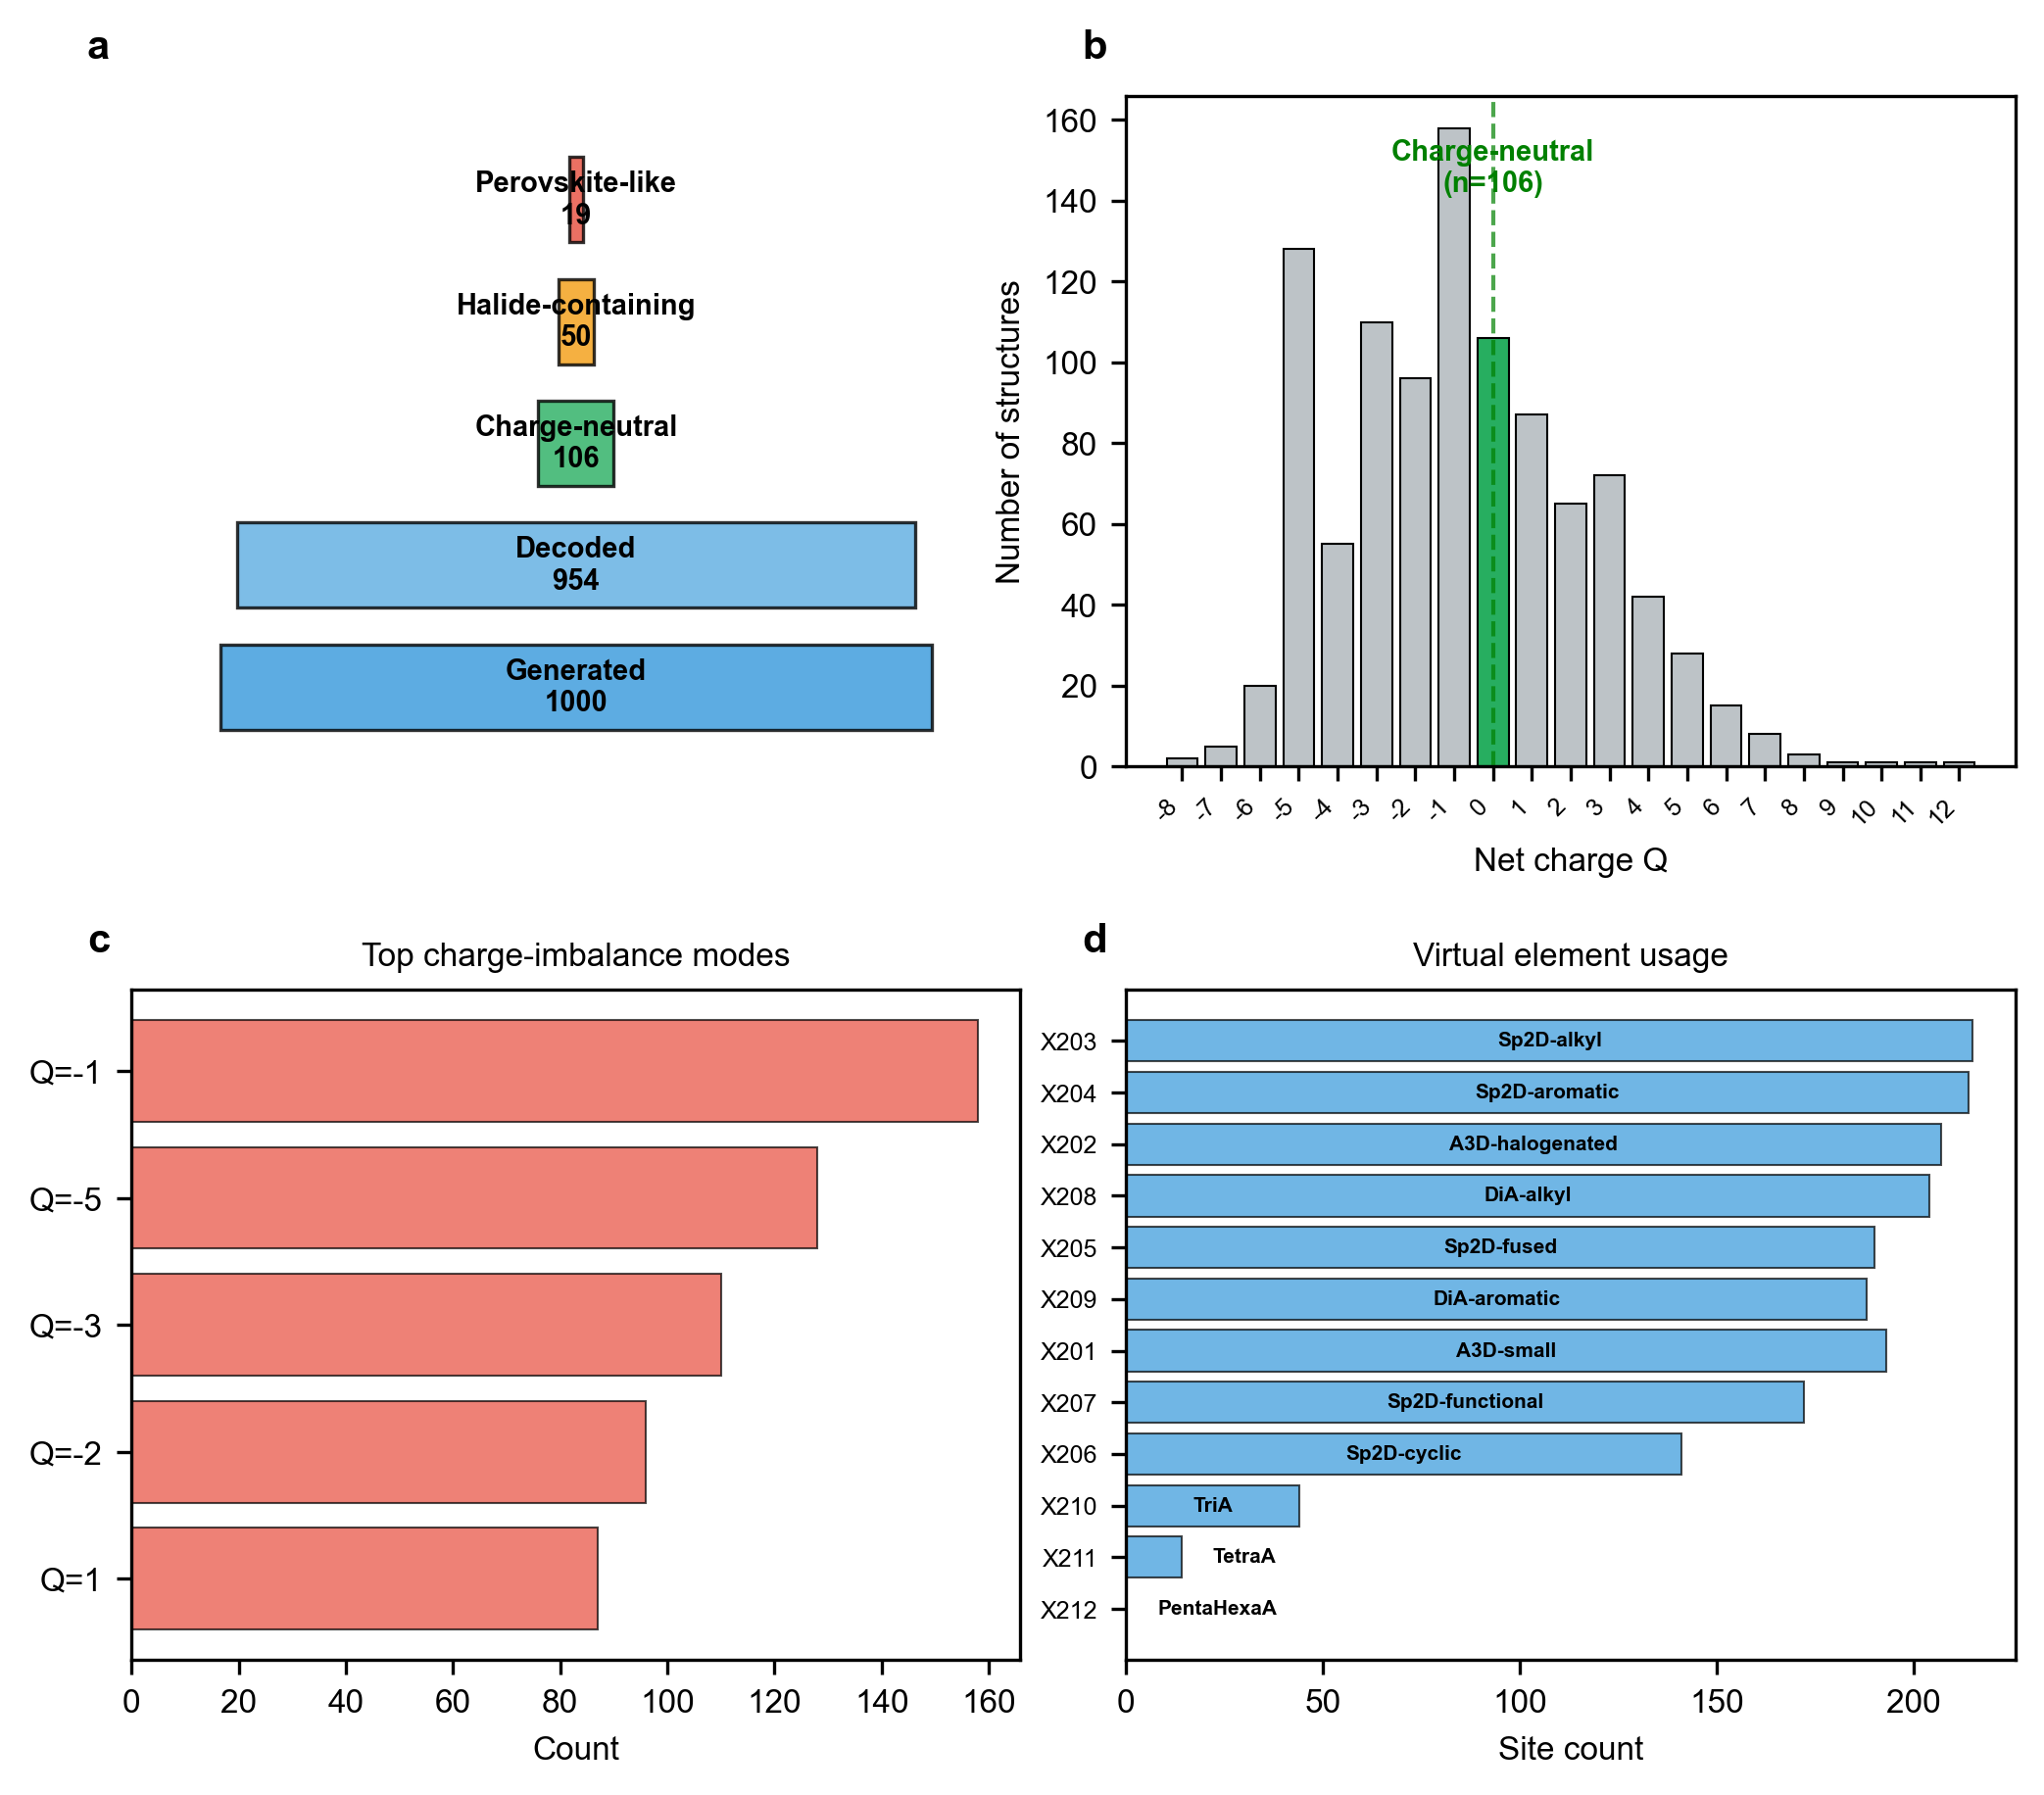 a
Perovskite-like
19
Halide-containing
50
Charge-neutral
106
Decoded
954
Generated
1000
b
Number of structures
160
140
120
100
80
60
40
20
0
Charge-neutral
(n=106)
-8 -7 -6 -5 -4 -3 -2 -1 0 1 2 3 4 5 6 7 8 9 10 11 12
Net charge Q
c
Top charge-imbalance modes
Q=-1
Q=-5
Q=-3
Q=-2
Q=1
0 20 40 60 80 100 120 140 160
Count
d
Virtual element usage
X203 Sp2D-alkyl
X204 Sp2D-aromatic
X202 A3D-halogenated
X208 DiA-alkyl
X205 Sp2D-fused
X209 DiA-aromatic
X201 A3D-small
X207 Sp2D-functional
X206 Sp2D-cyclic
X210 TriA
X211 TetraA
X212 PentaHexaA
0 50 100 150 200
Site count